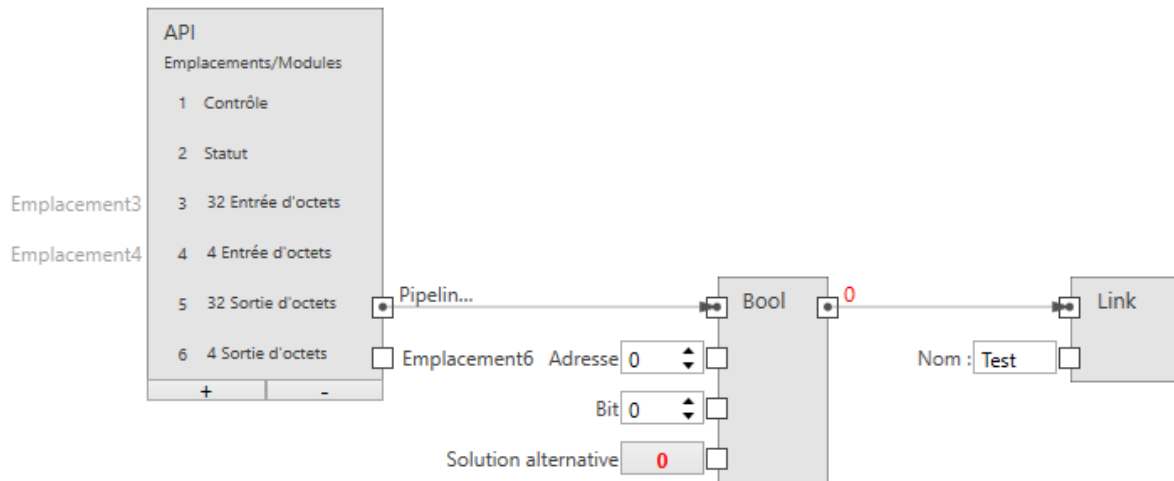 API
Emplacements/Modules
1 Contrôle
2 Statut
Emplacement3 3 32 Entrée d'octets
Emplacement4 4 4 Entrée d'octets
5 32 Sortie d'octets Pipelin... Bool 0 Link
6 4 Sortie d'octets Emplacement6 Adresse 0 Nom : Test
+ -
Bit 0
Solution alternative 0